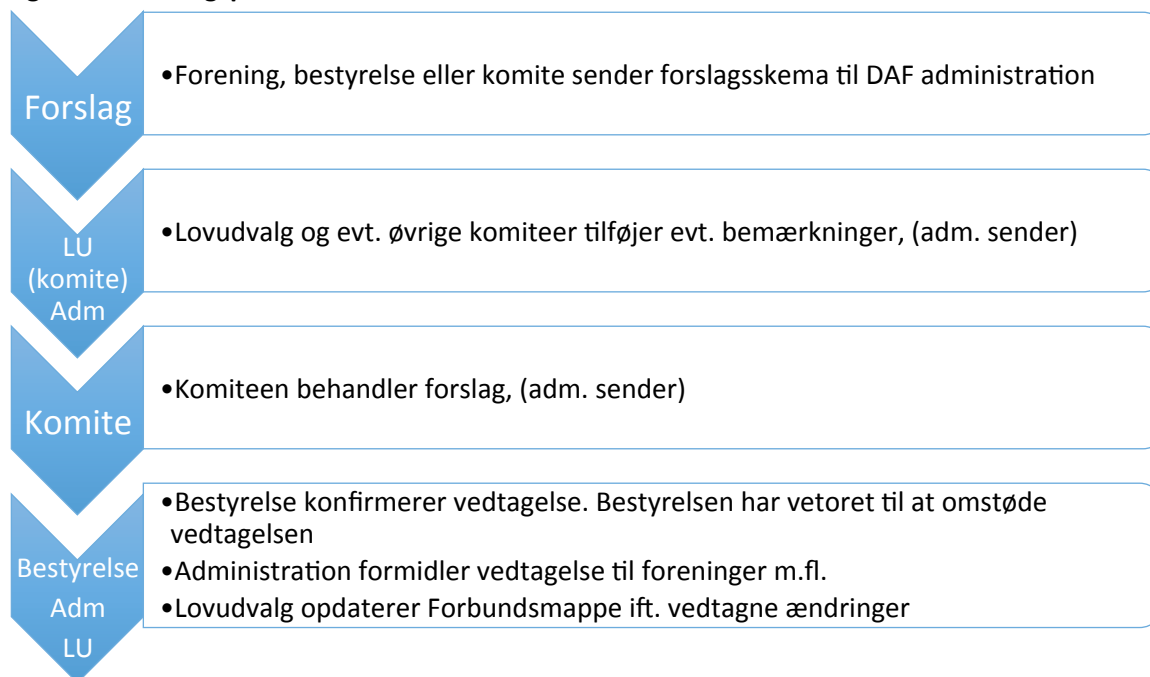 Forslag
•Forening, bestyrelse eller komite sender forslagsskema til DAF administration
LU
(komite)
Adm
•Lovudvalg og evt. øvrige komiteer tilføjer evt. bemærkninger, (adm. sender)
Komite
•Komiteen behandler forslag, (adm. sender)
Bestyrelse
Adm
LU
•Bestyrelse konfirmerer vedtagelse. Bestyrelsen har vetoret til at omstøde
vedtagelsen
•Administration formidler vedtagelse til foreninger m.fl.
•Lovudvalg opdaterer Forbundsmappe ift. vedtagne ændringer